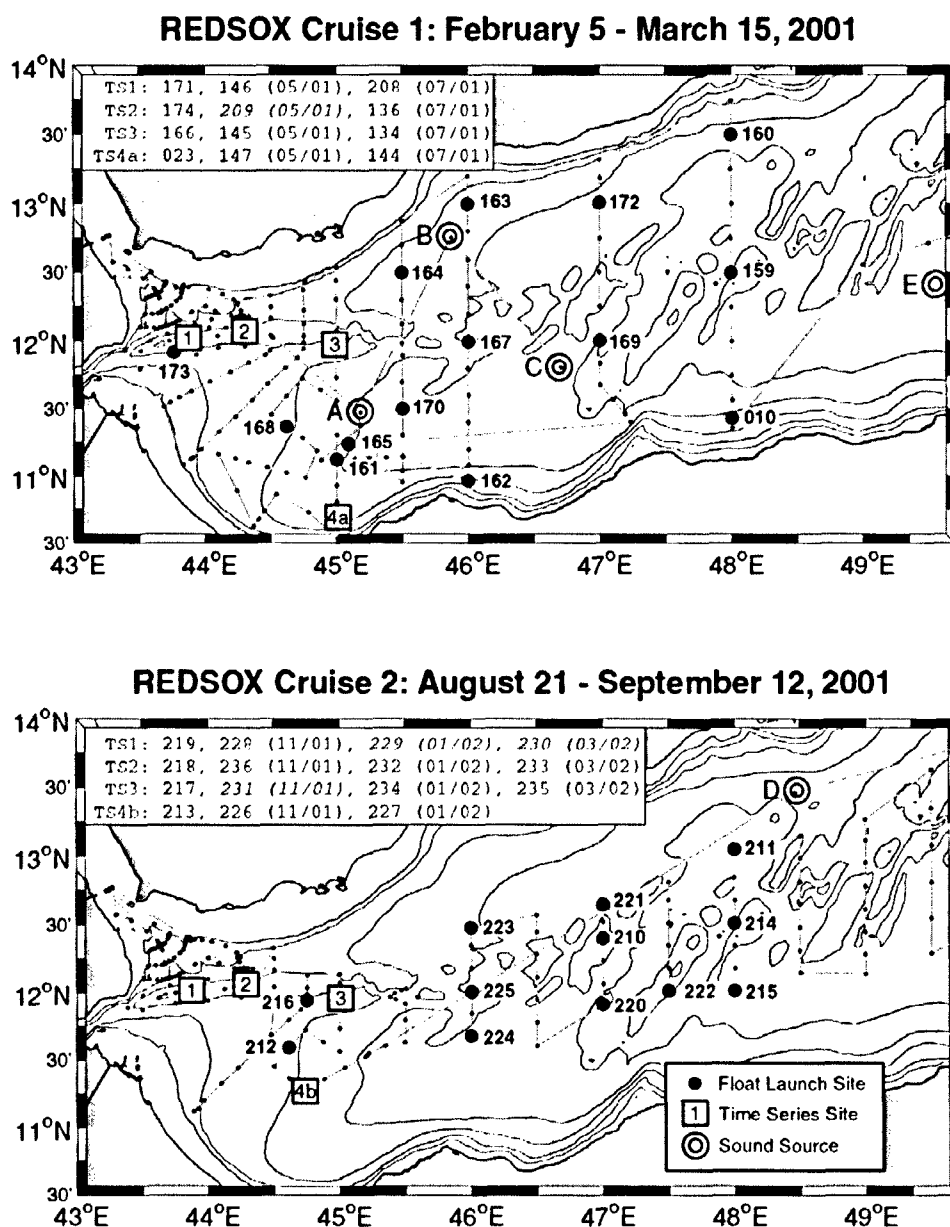 REDSOX Cruise 1: February 5 - March 15, 2001
14°N
TS1: 171, 146 (05/01), 208 (07/01)
TS2: 174, 209 (05/01), 136 (07/01)
TS3: 166, 145 (05/01), 134 (07/01)
TS4a: 023, 147 (05/01), 144 (07/01)
30'
160
13°N
163
172
B
164
30'
159
E
1
2
3
12°N
167
169
C
173
A
170
30'
168
165
010
161
11°N
162
4a
30'
43°E
44°E
45°E
46°E
47°E
48°E
49°E
REDSOX Cruise 2: August 21 - September 12, 2001
14°N
TS1: 219, 228 (11/01), 229 (01/02), 230 (03/02)
TS2: 218, 236 (11/01), 232 (01/02), 233 (03/02)
TS3: 217, 231 (11/01), 234 (01/02), 235 (03/02)
TS4b: 213, 226 (11/01), 227 (01/02)
D
30'
13°N
211
221
223
210
214
30'
1
2
216
3
225
220
222
215
12°N
224
212
30'
4b
Float Launch Site
1 Time Series Site
Sound Source
11°N
30'
43°E
44°E
45°E
46°E
47°E
48°E
49°E